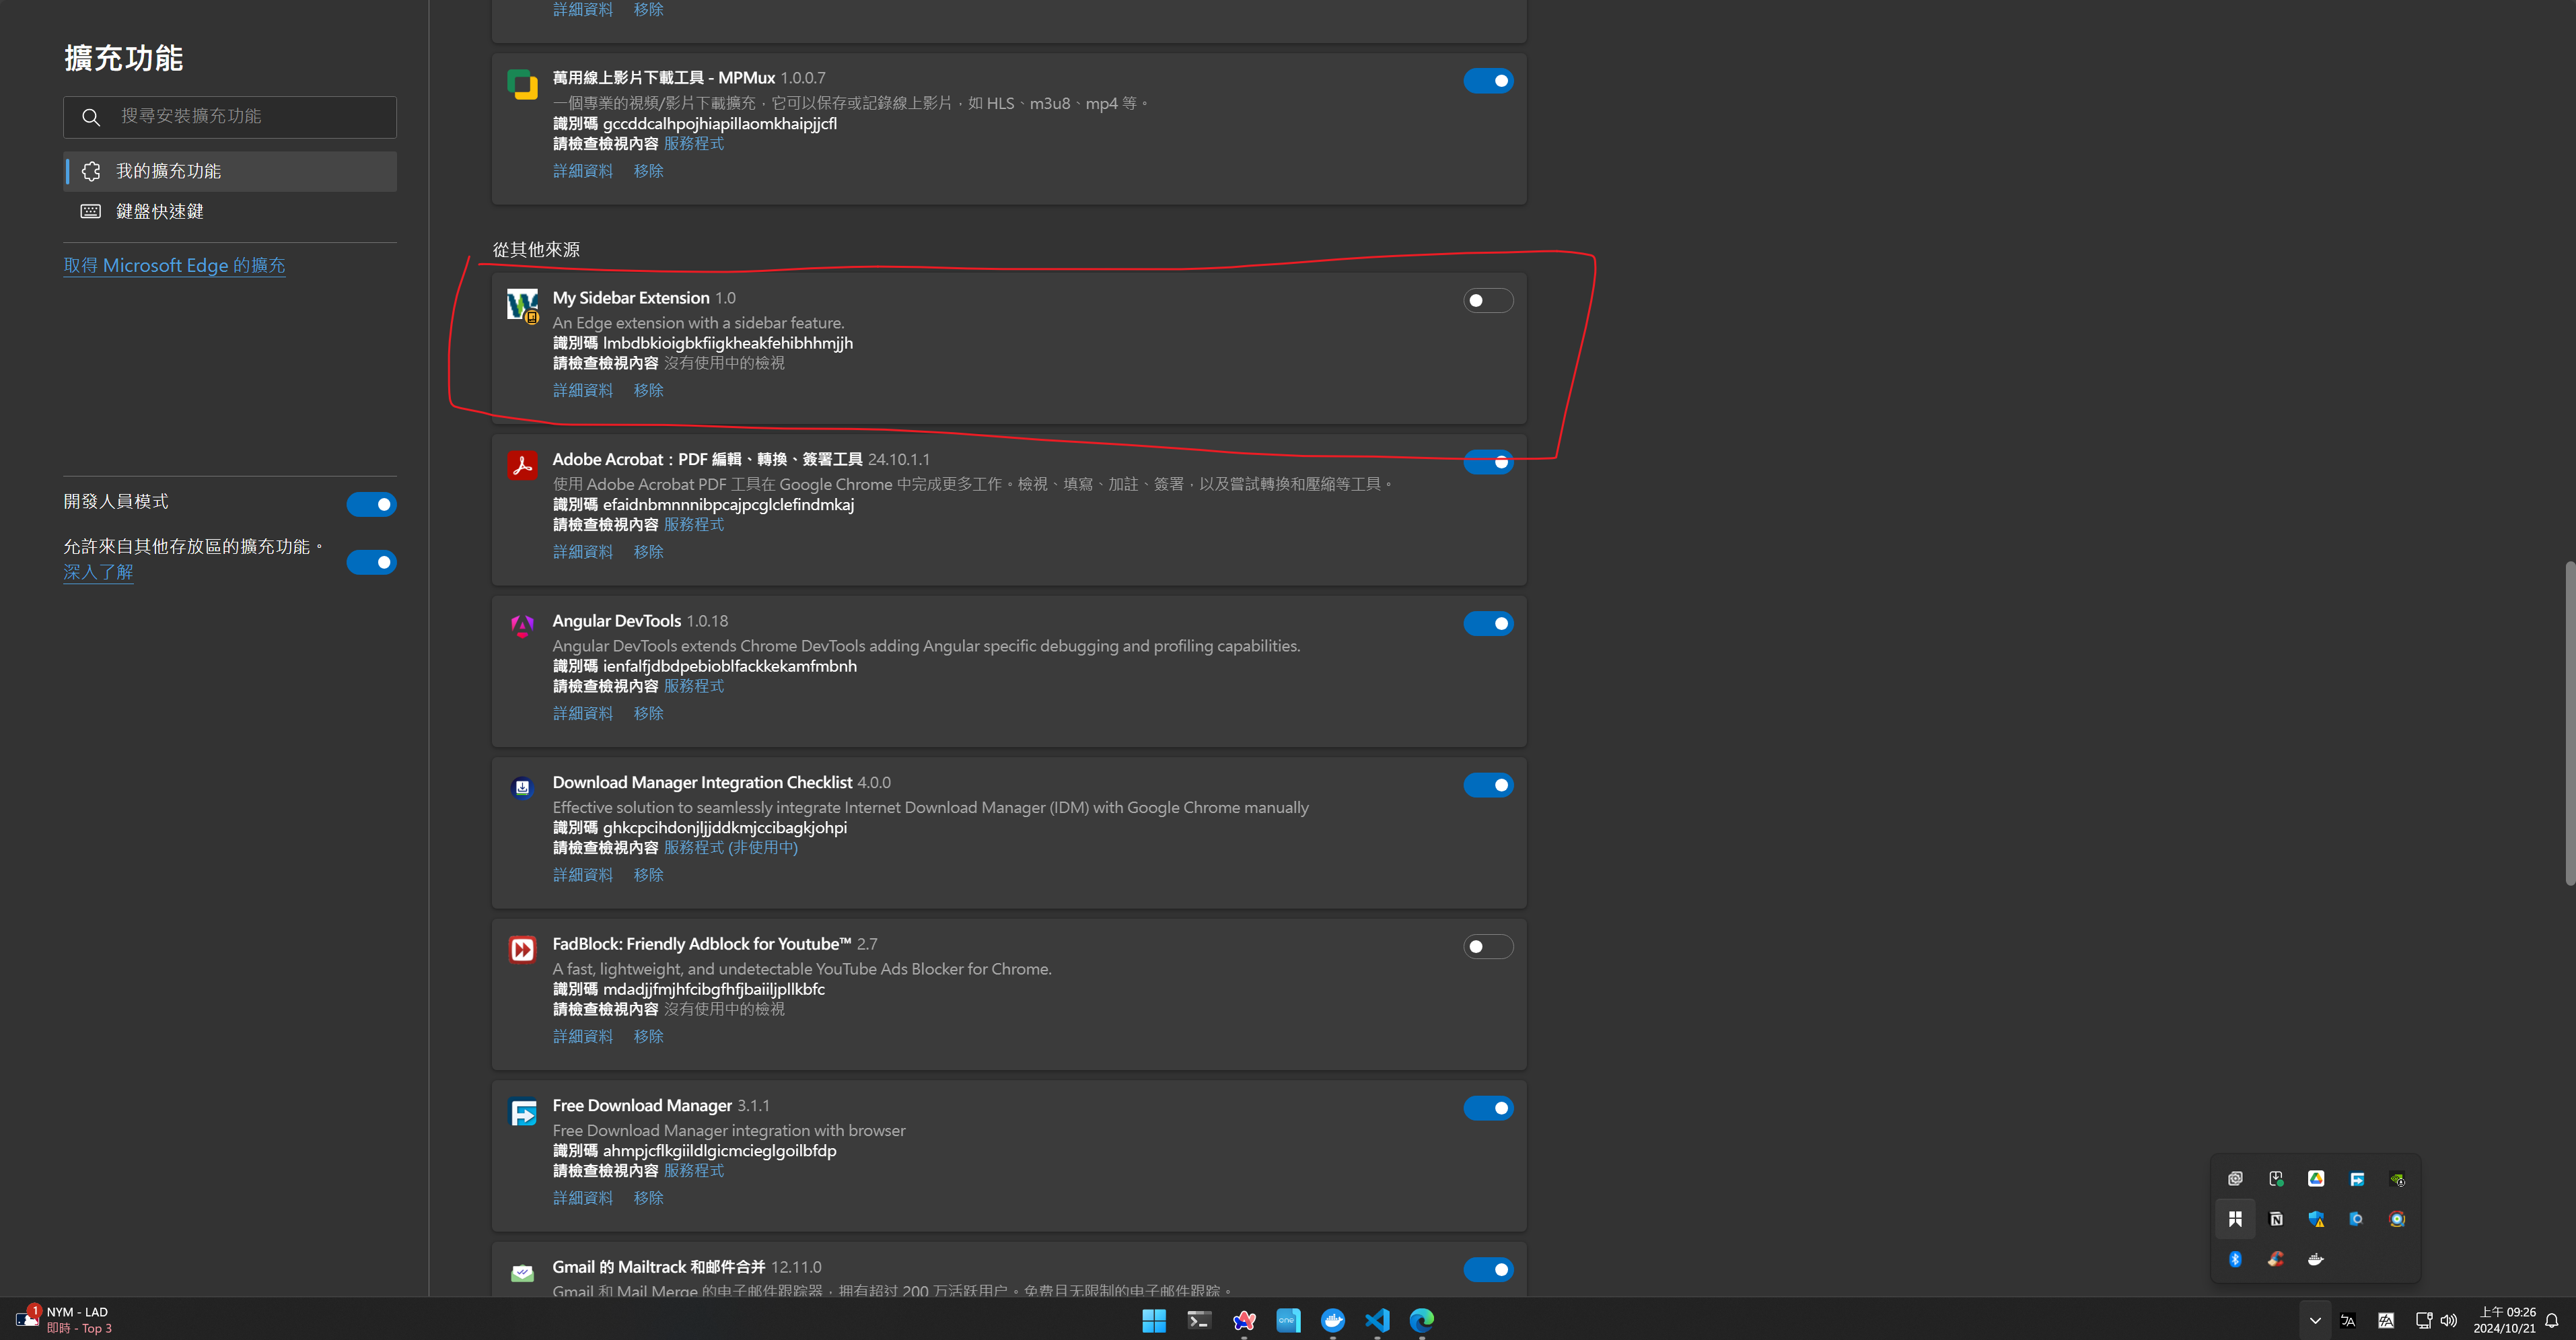 擴充功能
搜尋安裝擴充功能
我的擴充功能
鍵盤快速鍵
取得 Microsoft Edge 的擴充
開發人員模式
允許來自其他存放區的擴充功能。
深入了解
詳細資料 移除
萬用線上影片下載工具 - MPMux 1.0.0.7
一個專業的視頻/影片下載擴充，它可以保存或記錄線上影片，如 HLS、m3u8、mp4 等。
識別碼 gccddcalhpojhiapillaomkhaipjjcfl
請檢查檢視內容 服務程式
詳細資料 移除
從其他來源
My Sidebar Extension 1.0
An Edge extension with a sidebar feature.
識別碼 lmbdbkioigbkfiigkheakfehibhhmjjh
請檢查檢視內容 沒有使用中的檢視
詳細資料 移除
Adobe Acrobat：PDF 編輯、轉換、簽署工具 24.10.1.1
使用 Adobe Acrobat PDF 工具在 Google Chrome 中完成更多工作。檢視、填寫、加註、簽署，以及嘗試轉換和壓縮等工具。
識別碼 efaidnbmnnnibpcajpcglclefindmkaj
請檢查檢視內容 服務程式
詳細資料 移除
Angular DevTools 1.0.18
Angular DevTools extends Chrome DevTools adding Angular specific debugging and profiling capabilities.
識別碼 ienfalfjdbdpebioblfackkekamfmbnh
請檢查檢視內容 服務程式
詳細資料 移除
Download Manager Integration Checklist 4.0.0
Effective solution to seamlessly integrate Internet Download Manager (IDM) with Google Chrome manually
識別碼 ghkcpcihdonjljjddkmjccibagkjohpi
請檢查檢視內容 服務程式 (非使用中)
詳細資料 移除
FadBlock: Friendly Adblock for Youtube™ 2.7
A fast, lightweight, and undetectable YouTube Ads Blocker for Chrome.
識別碼 mdadjjfmjhfcibgfhfjbaiiljpllkbfc
請檢查檢視內容 沒有使用中的檢視
詳細資料 移除
Free Download Manager 3.1.1
Free Download Manager integration with browser
識別碼 ahmpjcflkgiildlgicmcieglgoilbfdp
請檢查檢視內容 服務程式
詳細資料 移除
Gmail 的 Mailtrack 和邮件合并 12.11.0
Gmail 和 Mail Merge 的电子邮件跟踪器，拥有超过 200 万活跃用户。免费且无限制的电子邮件跟踪。
1
NYM - LAD
即時 - Top 3
上午 09:26
2024/10/21